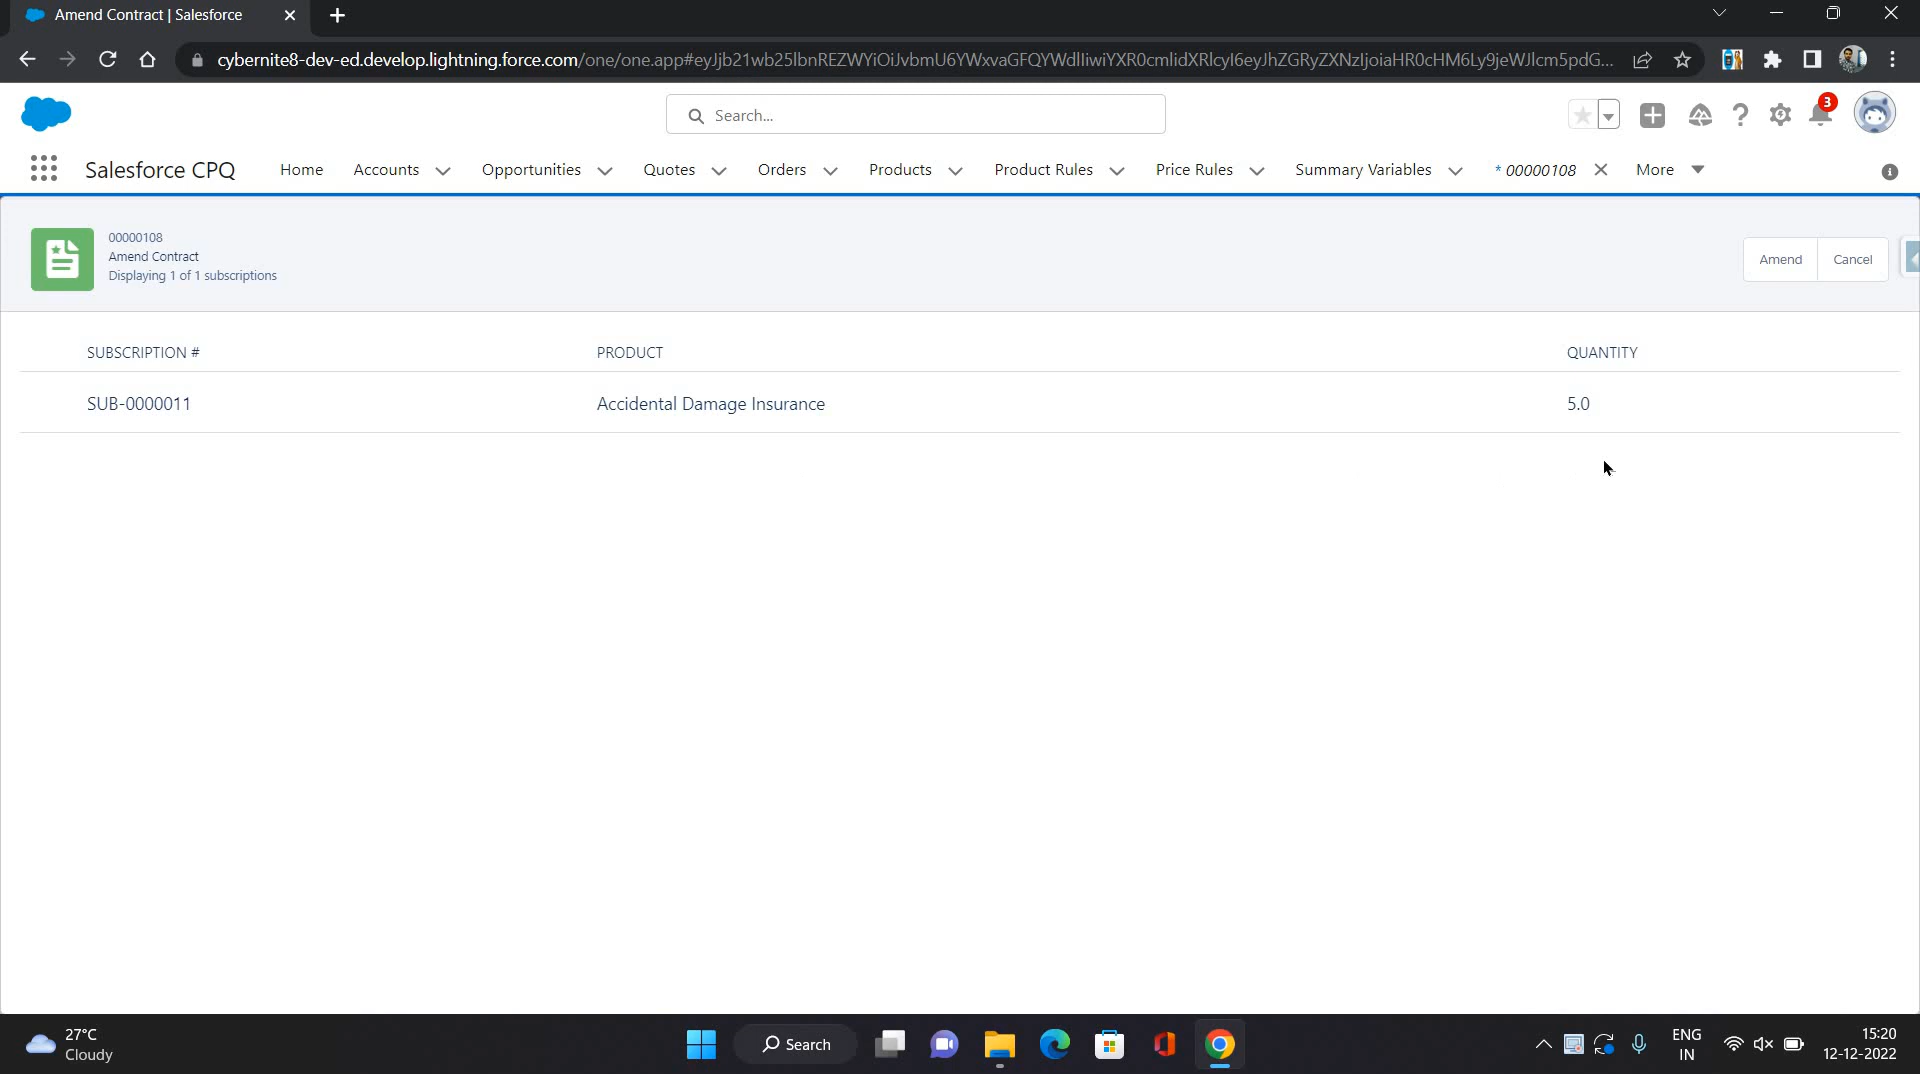 Amend Contract | Salesforce
cybernite8-dev-ed.develop.lightning.force.com/one/one.app#
Search...
3
Salesforce CPQ Home Accounts Opportunities Quotes Orders Products Product Rules Price Rules Summary Variables * 00000108 More
00000108
Amend Contract
Displaying 1 of 1 subscriptions
Amend Cancel
SUBSCRIPTION # PRODUCT QUANTITY
SUB-0000011 Accidental Damage Insurance 5.0
27°C
Cloudy
Search
ENG
IN
15:20
12-12-2022